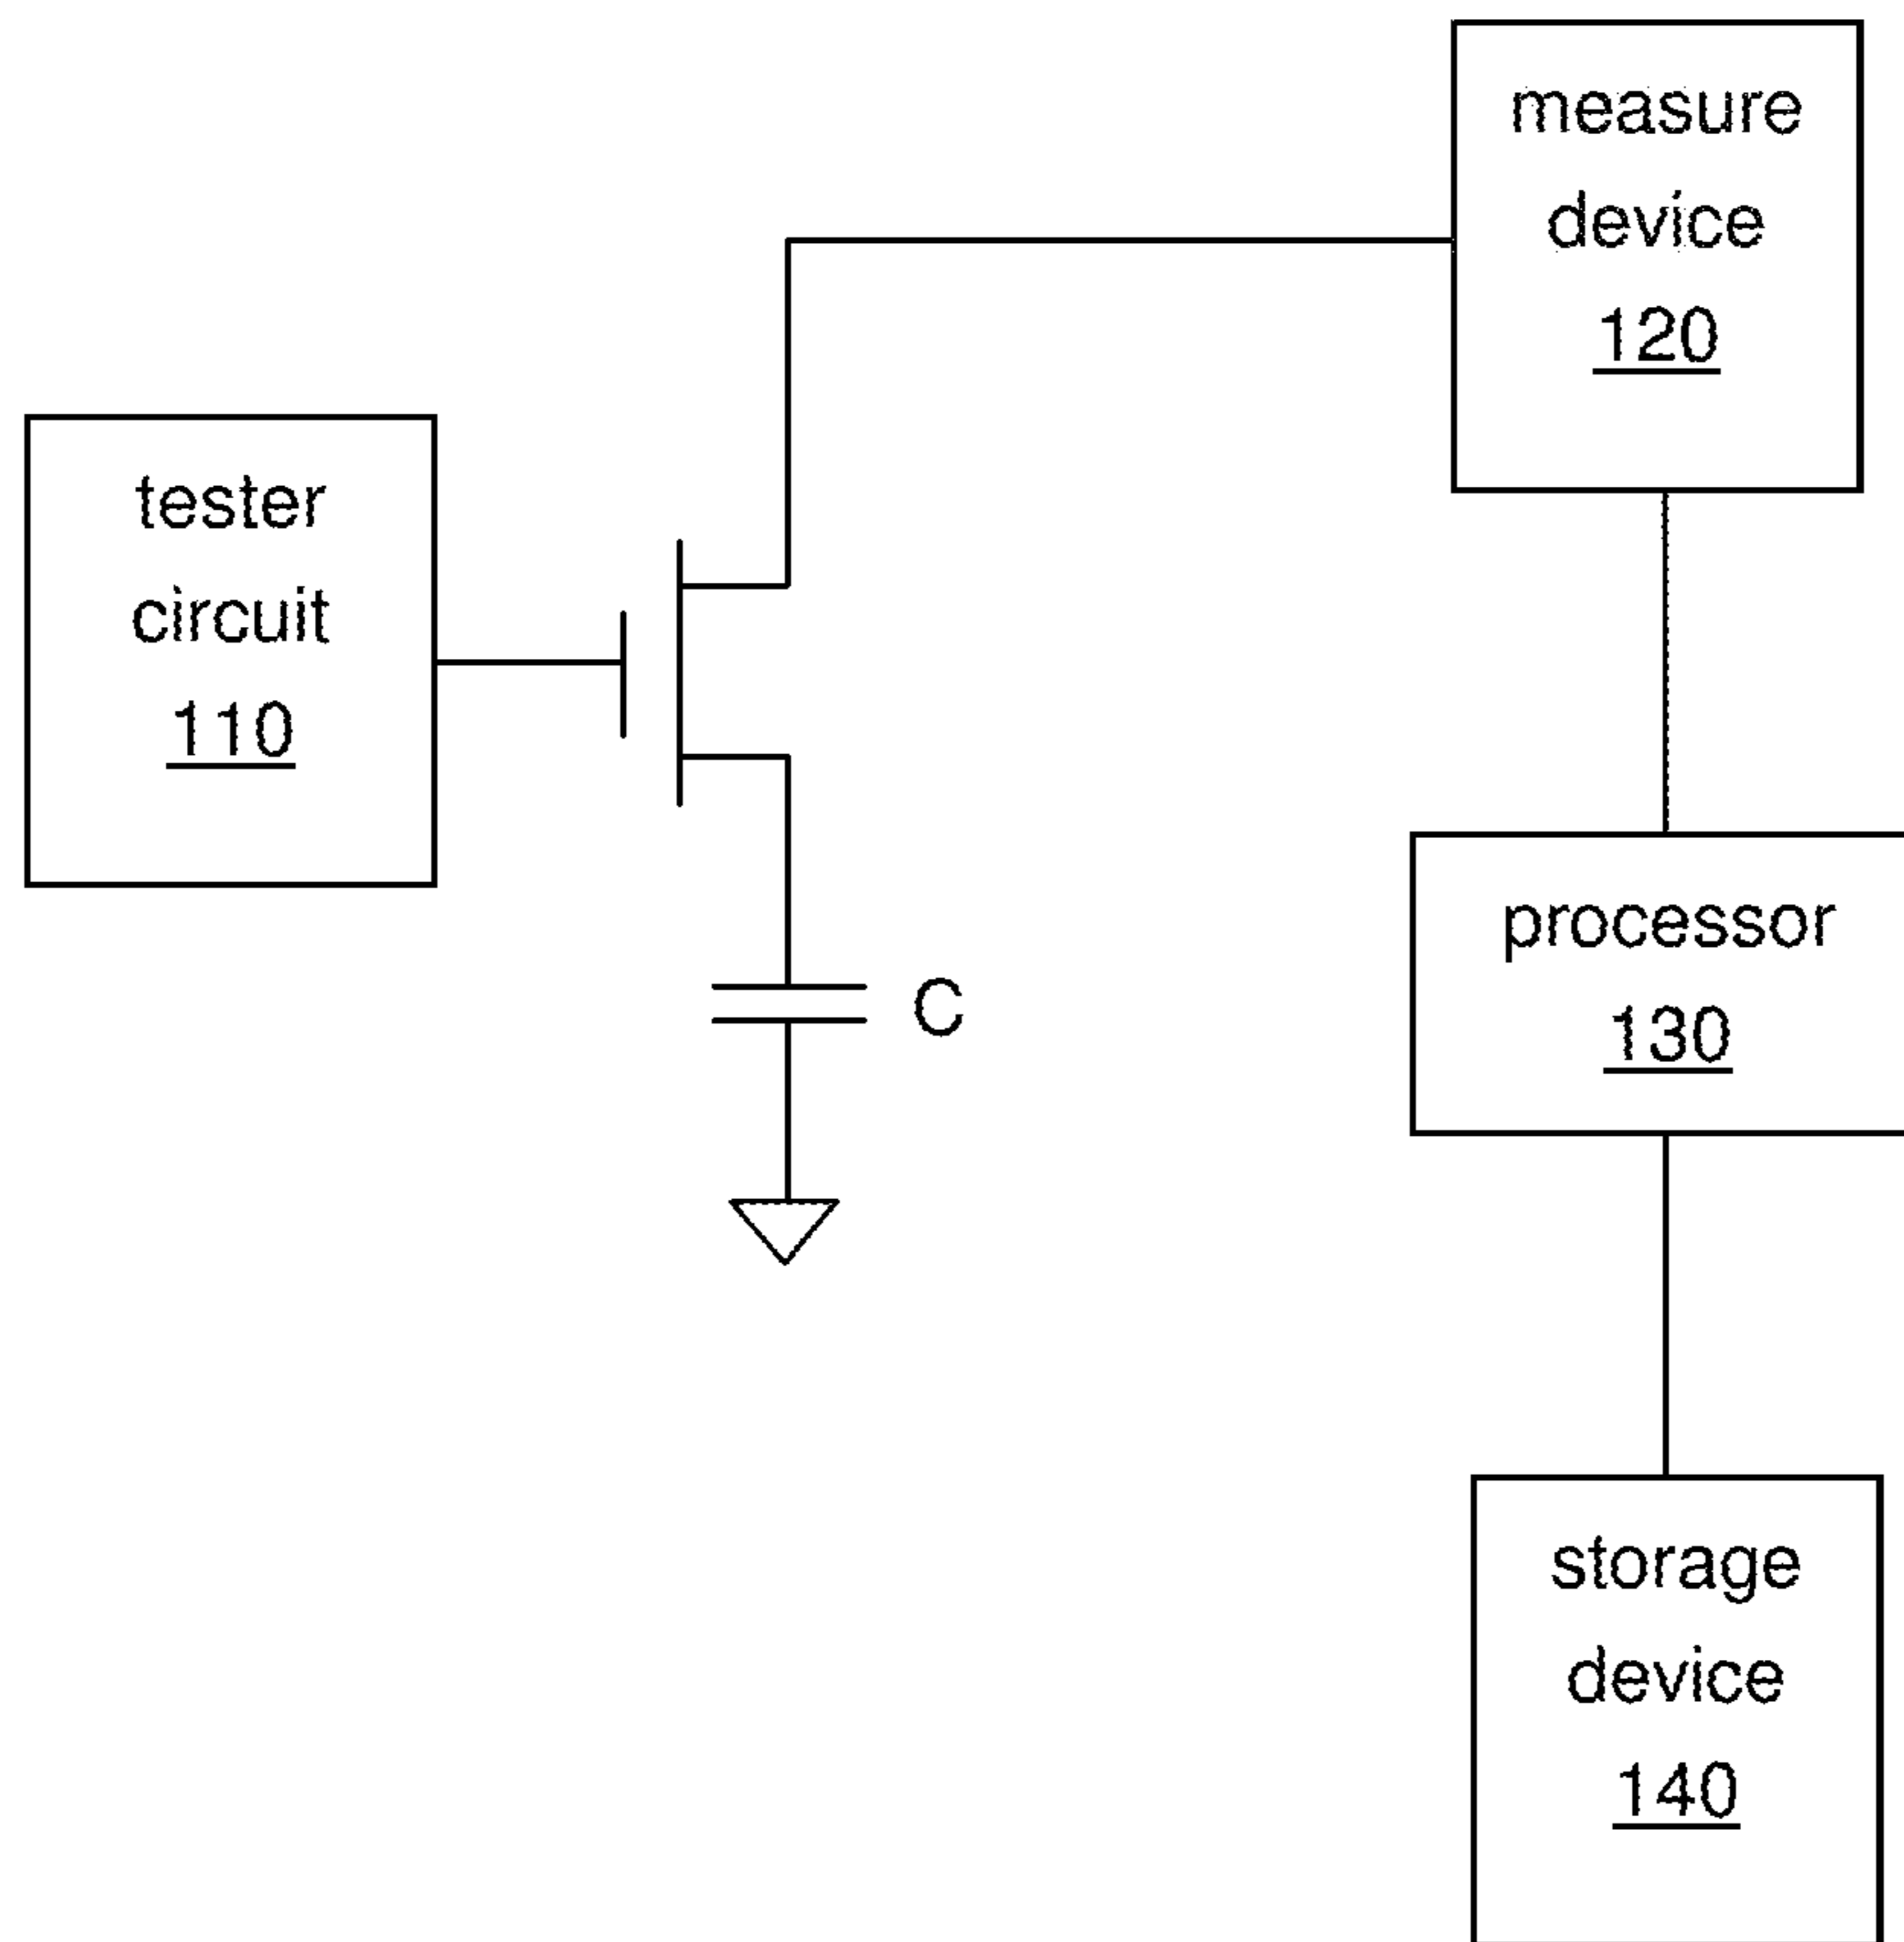 measure
device
120
tester
circuit
110
processor
130
C
storage
device
140